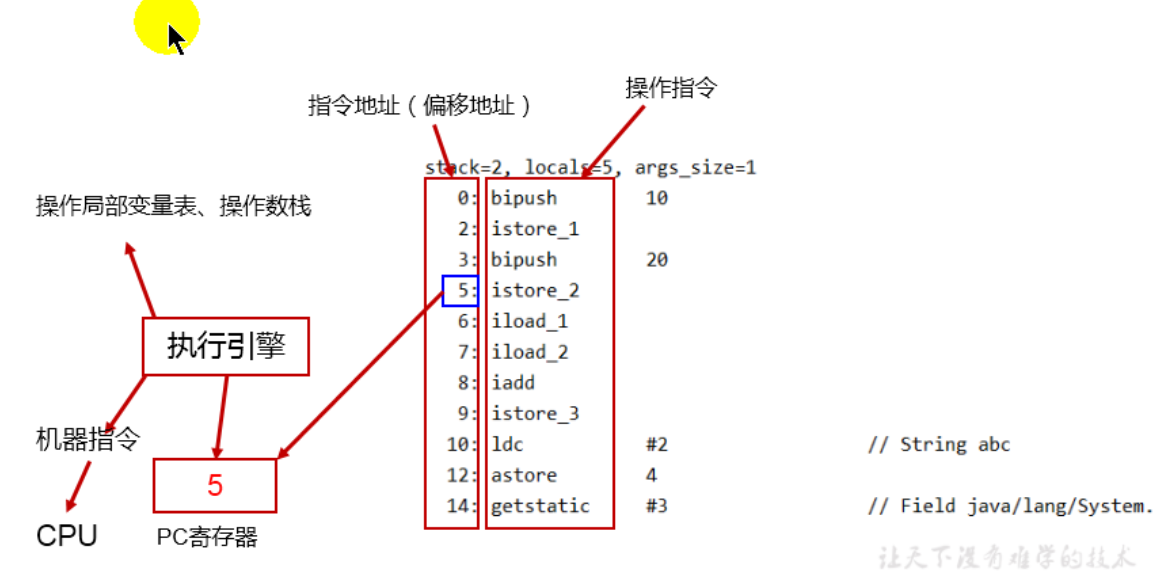 操作指令
指令地址（偏移地址）
stack=2, locals=5, args_size=1
操作局部变量表、操作数栈
0: bipush 10
2: istore_1
3: bipush 20
5: istore_2
6: iload_1
执行引擎
7: iload_2
8: iadd
9: istore_3
机器指令
10: ldc #2 // String abc
12: astore 4
5
14: getstatic #3 // Field java/lang/System.
CPU
PC寄存器
让天下没有难学的技术